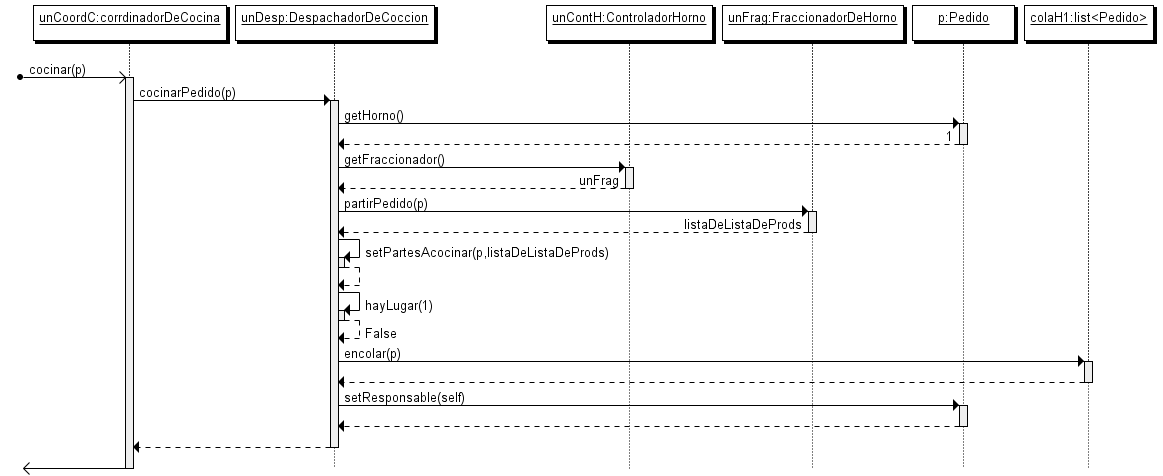 unCoordC:corrdinadorDeCocina
unDesp:DespachadorDeCoccion
unContH:ControladorHorno
unFrag:FraccionadorDeHorno
p:Pedido
colaH1:list<Pedido>
cocinar(p)
cocinarPedido(p)
getHorno()
1
getFraccionador()
unFrag
partirPedido(p)
listaDeListaDeProds
setPartesAcocinar(p,listaDeListaDeProds)
hayLugar(1)
False
encolar(p)
setResponsable(self)